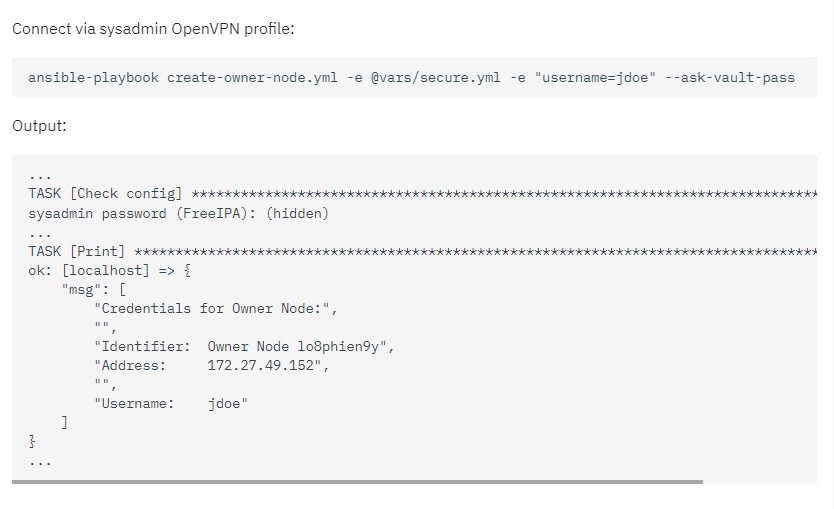 Connect via sysadmin OpenVPN profile:
ansible-playbook create-owner-node.yml -e @vars/secure.yml -e "username=jdoe" --ask-vault-pass
Output:
...
TASK [Check config] *****************************************************************************
sysadmin password (FreeIPA): (hidden)
...
TASK [Print] ************************************************************************************
ok: [localhost] => {
    "msg": [
        "Credentials for Owner Node:",
        "",
        "Identifier:  Owner Node lo8phien9y",
        "Address:     172.27.49.152",
        "",
        "Username:    jdoe"
    ]
}
...